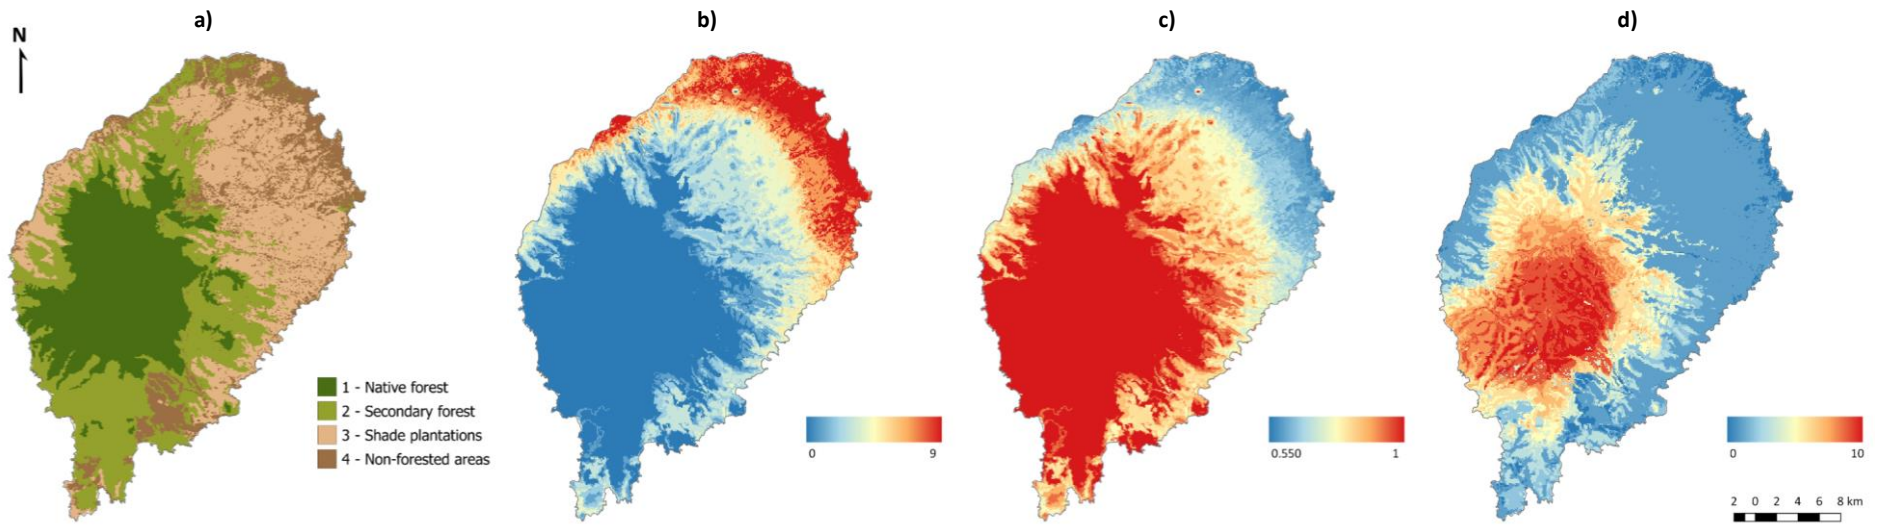 a)
b)
c)
d)
N
1 - Native forest
2 - Secondary forest
3 - Shade plantations
4 - Non-forested areas
0 9
0.550 1
0 10
2 0 2 4 6 8 km